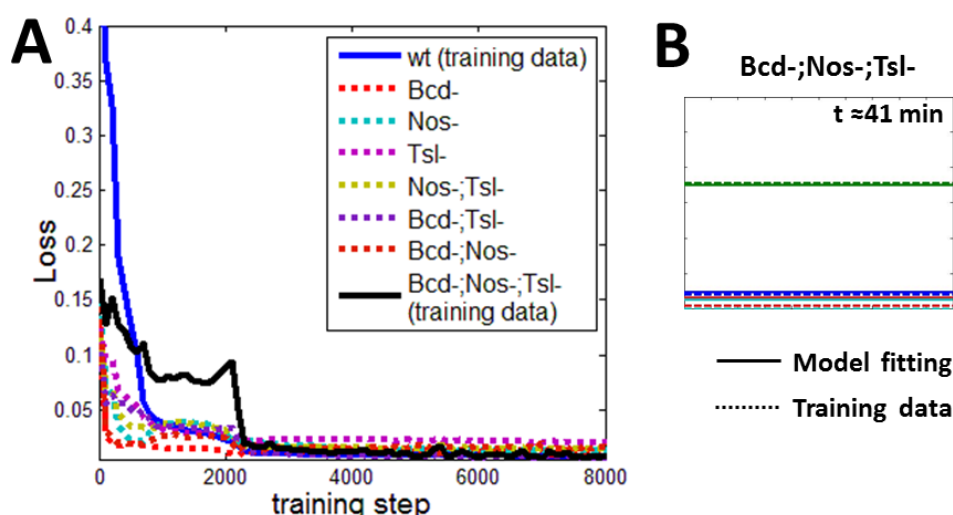 A
0.4
0.35
0.3
0.25
0.2
0.15
0.1
0.05
Loss
0
2000
4000
6000
8000
training step
wt (training data)
Bcd-
Nos-
Tsl-
Nos-;Tsl-
Bcd-;Tsl-
Bcd-;Nos-
Bcd-;Nos-;Tsl-
(training data)
B
Bcd-;Nos-;Tsl-
t ≈41 min
Model fitting
Training data